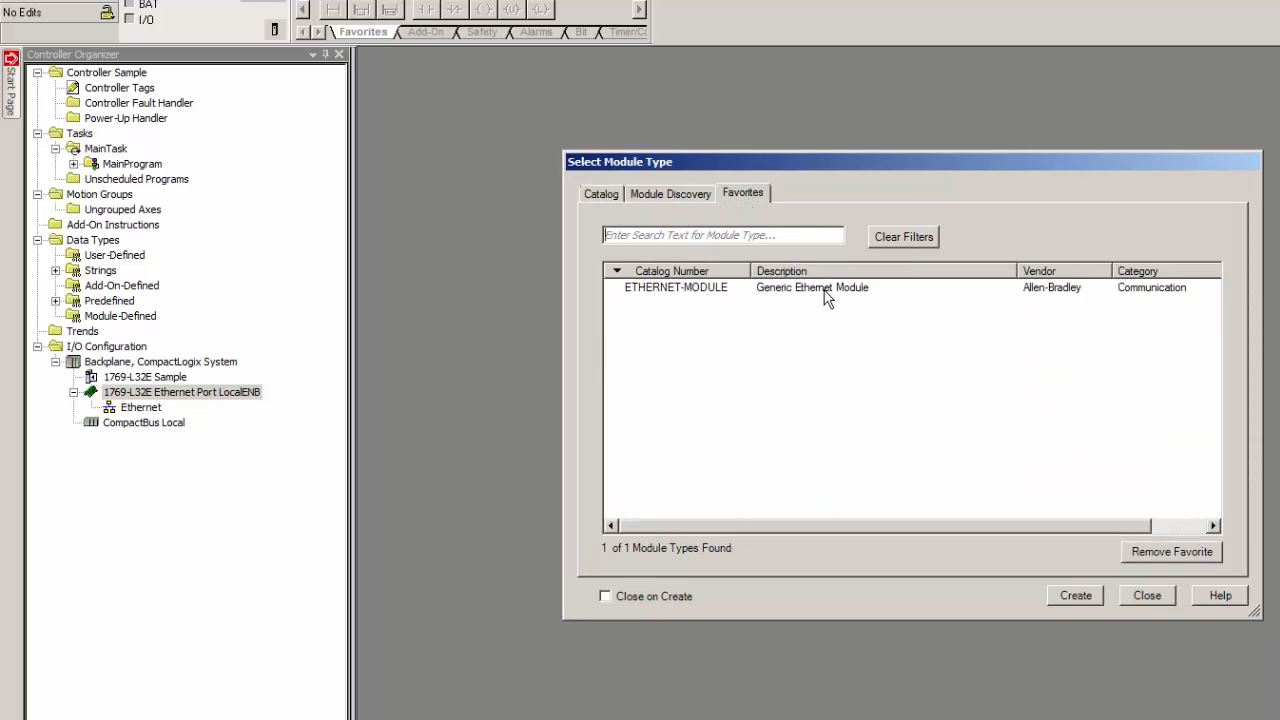 No Edits
BAT
I/O
Favorites Add-On Safety Alarms Bit Timer/Co
Start Page
Controller Organizer
Controller Sample
Controller Tags
Controller Fault Handler
Power-Up Handler
Tasks
MainTask
MainProgram
Unscheduled Programs
Motion Groups
Ungrouped Axes
Add-On Instructions
Data Types
User-Defined
Strings
Add-On-Defined
Predefined
Module-Defined
Trends
I/O Configuration
Backplane, CompactLogix System
1769-L32E Sample
1769-L32E Ethernet Port LocalENB
Ethernet
CompactBus Local
Select Module Type
Catalog Module Discovery Favorites
Enter Search Text for Module Type... Clear Filters
Catalog Number Description Vendor Category
ETHERNET-MODULE Generic Ethernet Module Allen-Bradley Communication
1 of 1 Module Types Found
Remove Favorite
Close on Create Create Close Help